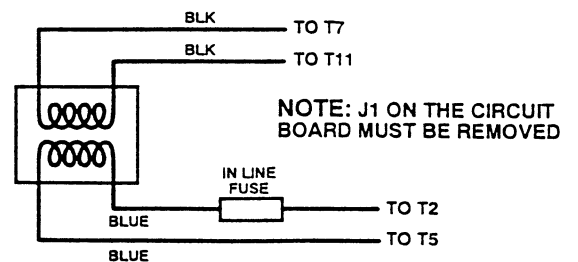 BLK
TO T7
BLK
TO T11
NOTE: J1 ON THE CIRCUIT
BOARD MUST BE REMOVED
IN LINE
FUSE
BLUE
TO T2
BLUE
TO T5